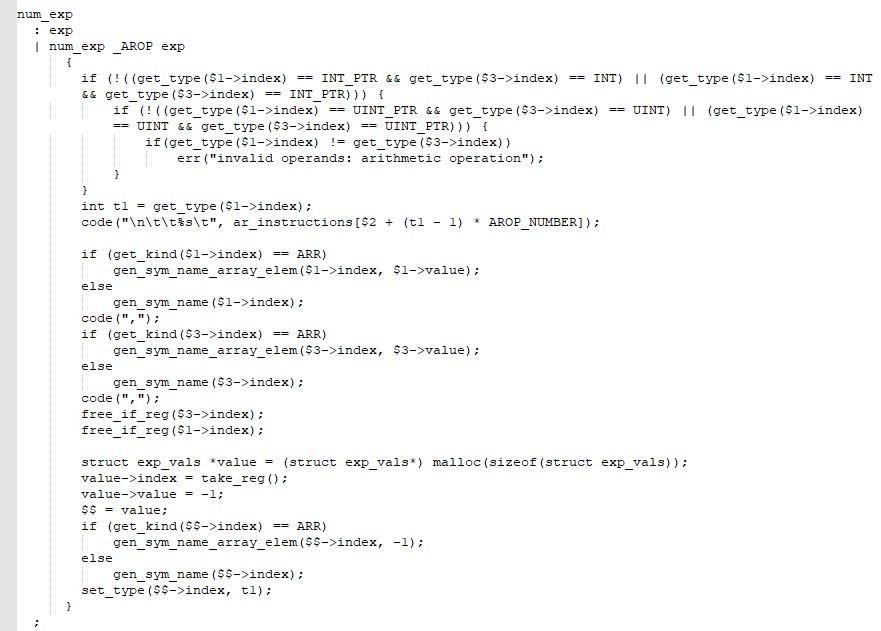 num_exp
: exp
| num_exp _AROP exp
{
if (!((get_type($1->index) == INT_PTR && get_type($3->index) == INT) || (get_type($1->index) == INT
&& get_type($3->index) == INT_PTR))) {
if (!((get_type($1->index) == UINT_PTR && get_type($3->index) == UINT) || (get_type($1->index)
== UINT && get_type($3->index) == UINT_PTR))) {
if(get_type($1->index) != get_type($3->index))
err("invalid operands: arithmetic operation");
}
}
int t1 = get_type($1->index);
code("\n\t\t%s\t", ar_instructions[$2 + (t1 - 1) * AROP_NUMBER]);
if (get_kind($1->index) == ARR)
gen_sym_name_array_elem($1->index, $1->value);
else
gen_sym_name($1->index);
code(",");
if (get_kind($3->index) == ARR)
gen_sym_name_array_elem($3->index, $3->value);
else
gen_sym_name($3->index);
code(",");
free_if_reg($3->index);
free_if_reg($1->index);
struct exp_vals *value = (struct exp_vals*) malloc(sizeof(struct exp_vals));
value->index = take_reg();
value->value = -1;
$$ = value;
if (get_kind($$->index) == ARR)
gen_sym_name_array_elem($$->index, -1);
else
gen_sym_name($$->index);
set_type($$->index, t1);
}
;